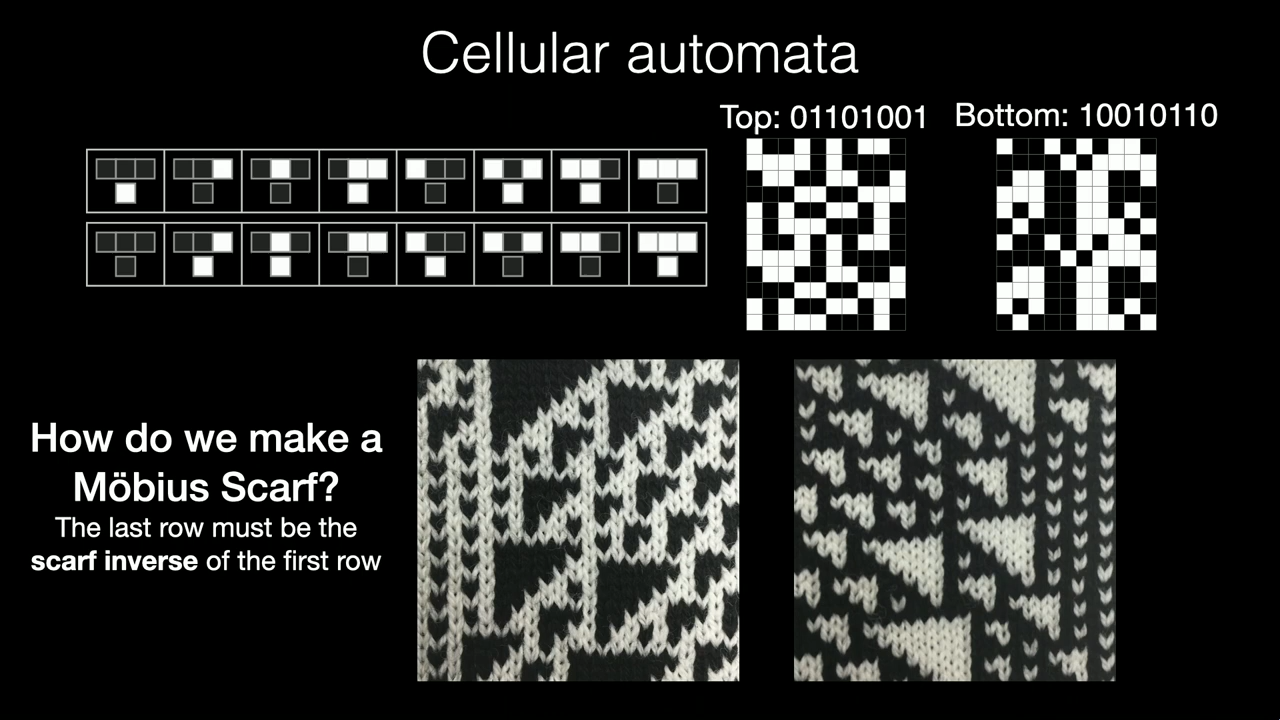 Cellular automata
Top: 01101001
Bottom: 10010110
How do we make a
Möbius Scarf?
The last row must be the
scarf inverse of the first row